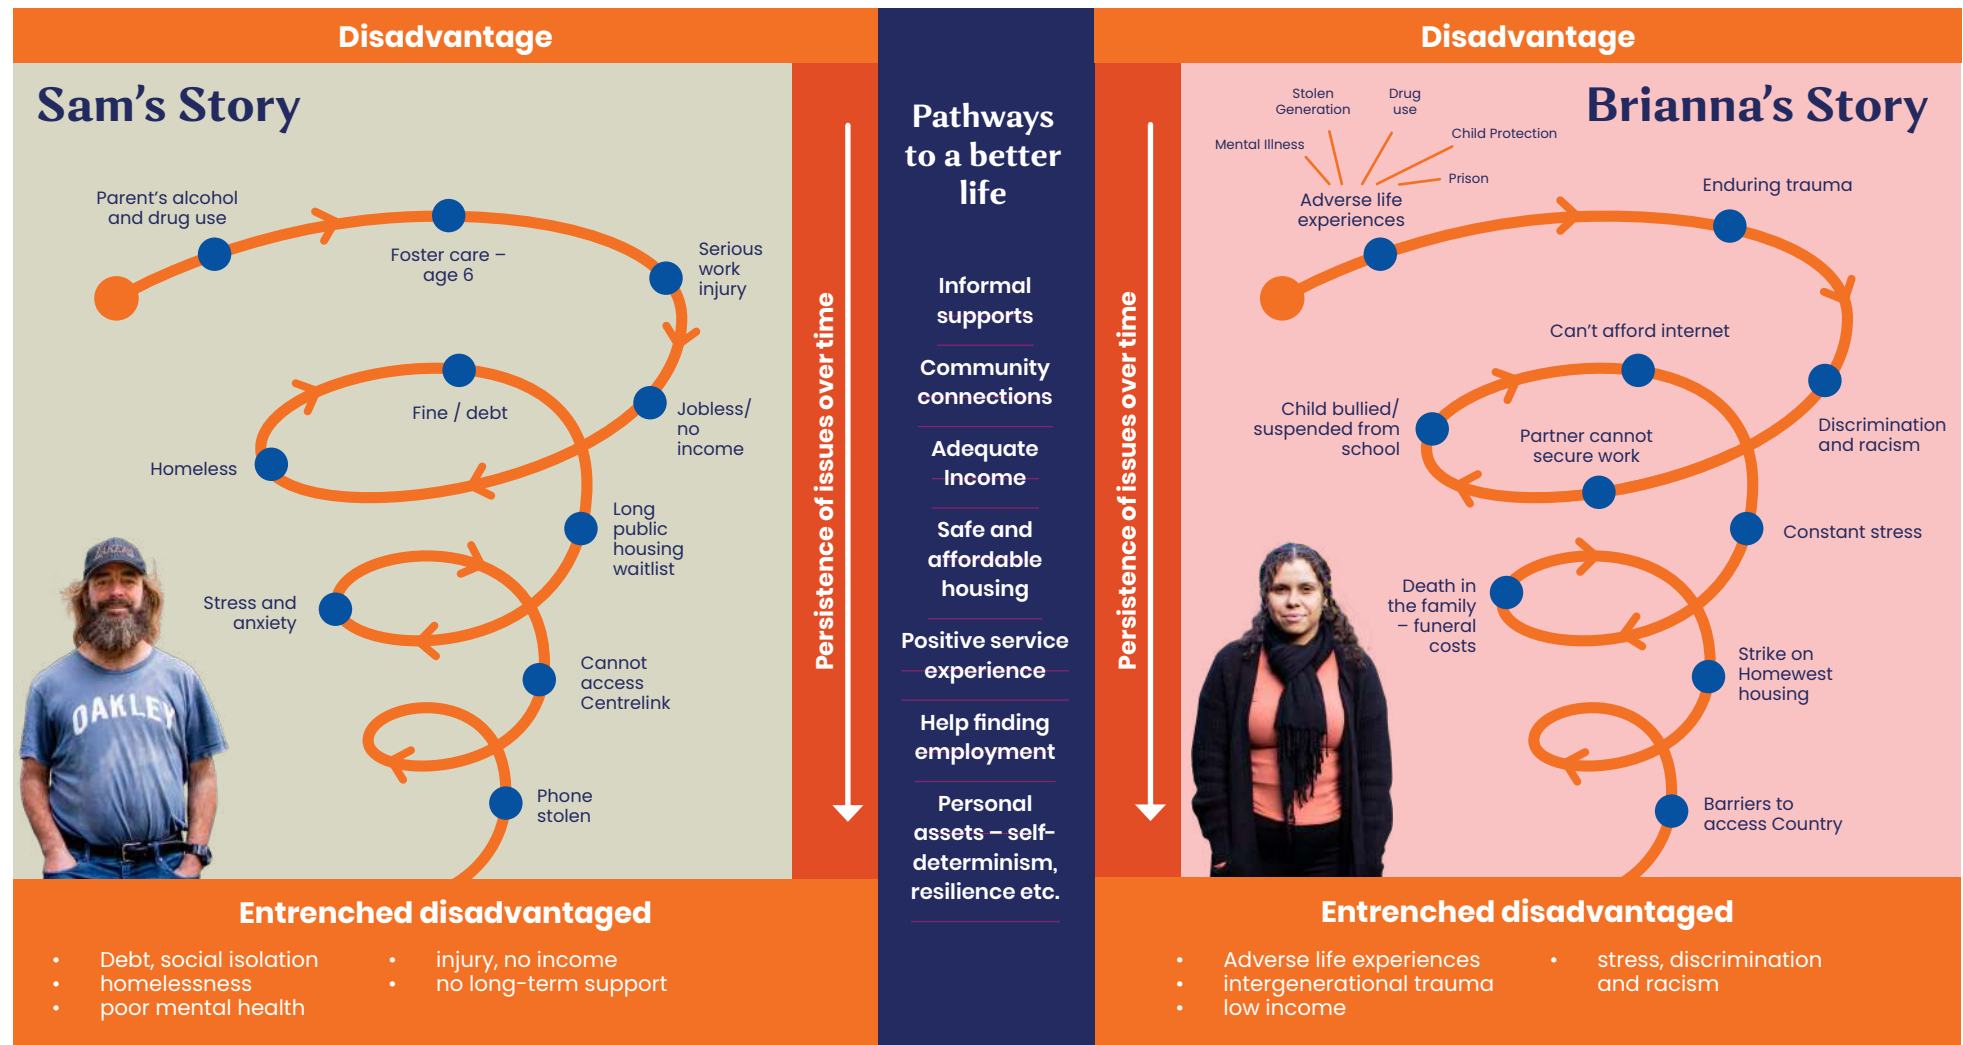 Disadvantage
Sam's Story
Parent's alcohol
and drug use
Foster care –
age 6
Serious
work
injury
Jobless/
no
income
Homeless
Fine / debt
Long
public
housing
waitlist
Stress and
anxiety
Cannot
access
Centrelink
Phone
stolen
OAKLEY
Persistence of issues over time
Entrenched disadvantaged
• Debt, social isolation
• homelessness
• poor mental health
• injury, no income
• no long-term support
Pathways
to a better
life
Informal
supports
Community
connections
Adequate
Income
Safe and
affordable
housing
Positive service
experience
Help finding
employment
Personal
assets – self-
determinism,
resilience etc.
Disadvantage
Persistence of issues over time
Brianna's Story
Mental Illness
Stolen
Generation
Drug
use
Child Protection
Prison
Adverse life
experiences
Enduring trauma
Discrimination
and racism
Partner cannot
secure work
Child bullied/
suspended from
school
Can't afford internet
Constant stress
Death in
the family
– funeral
costs
Strike on
Homewest
housing
Barriers to
access Country
Entrenched disadvantaged
• Adverse life experiences
• intergenerational trauma
• low income
• stress, discrimination
and racism